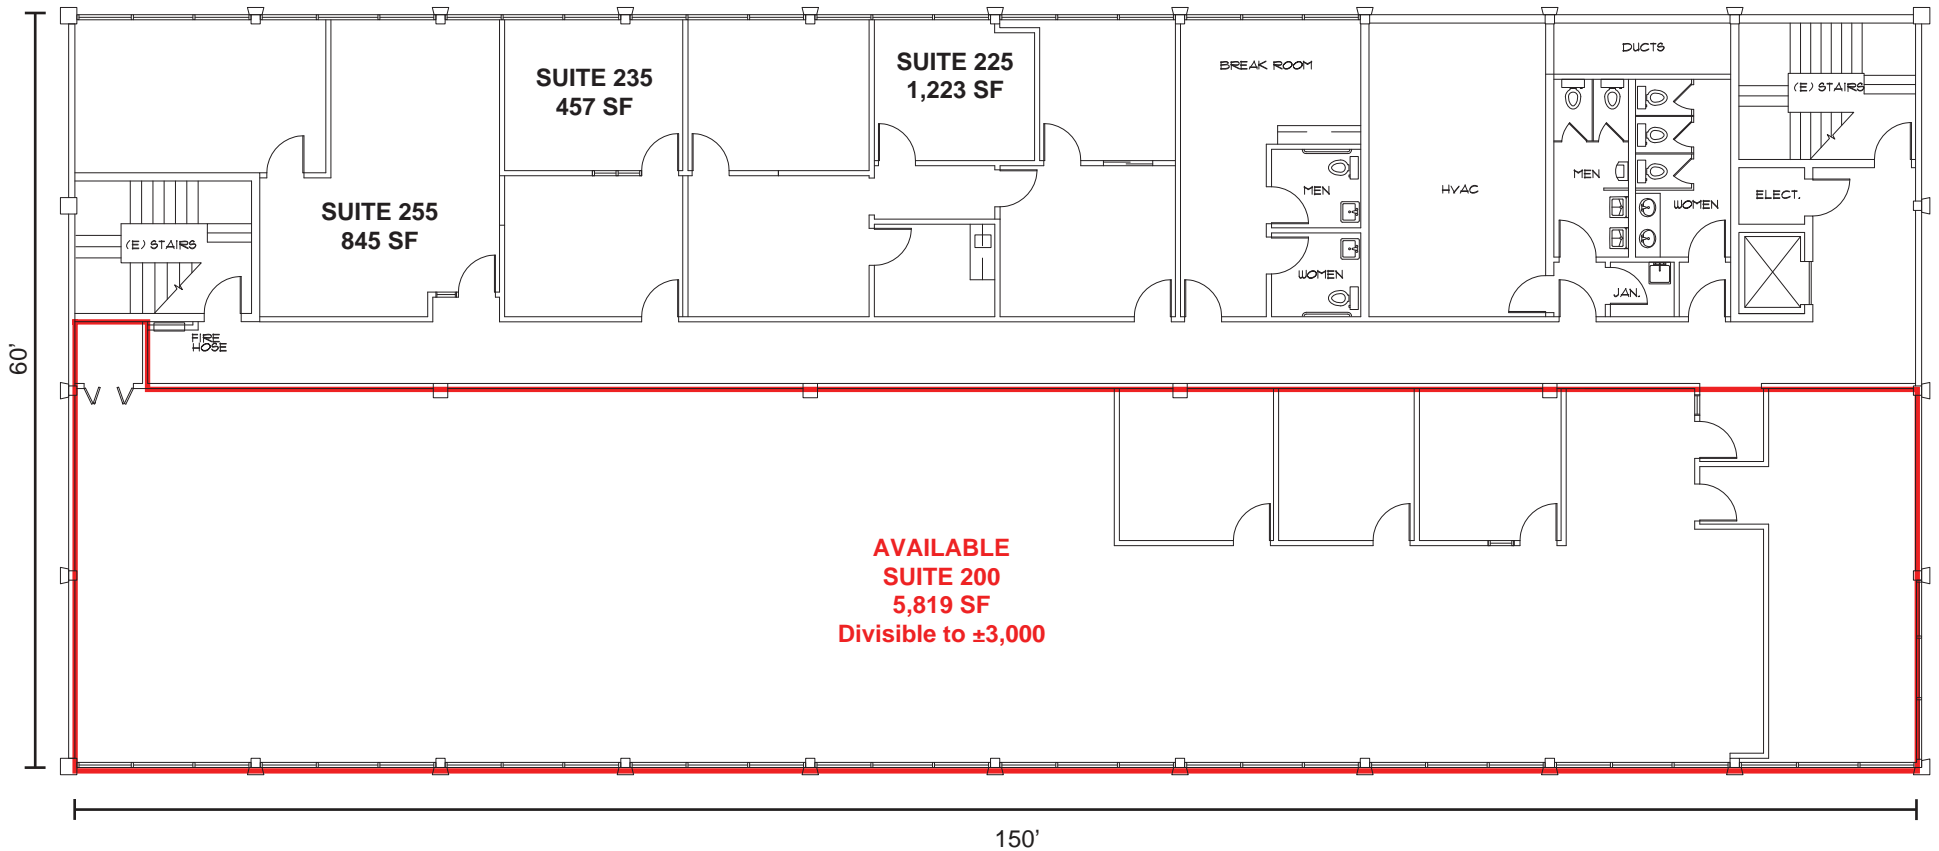 DUCTS
SUITE 225
1,223 SF
BREAK ROOM
SUITE 235
457 SF
(E) STAIRS
MEN
MEN
HVAC
ELECT.
WOMEN
SUITE 255
845 SF
(E) STAIRS
WOMEN
JAN.
FIRE
HOSE
60'
AVAILABLE
SUITE 200
5,819 SF
Divisible to ±3,000
150'